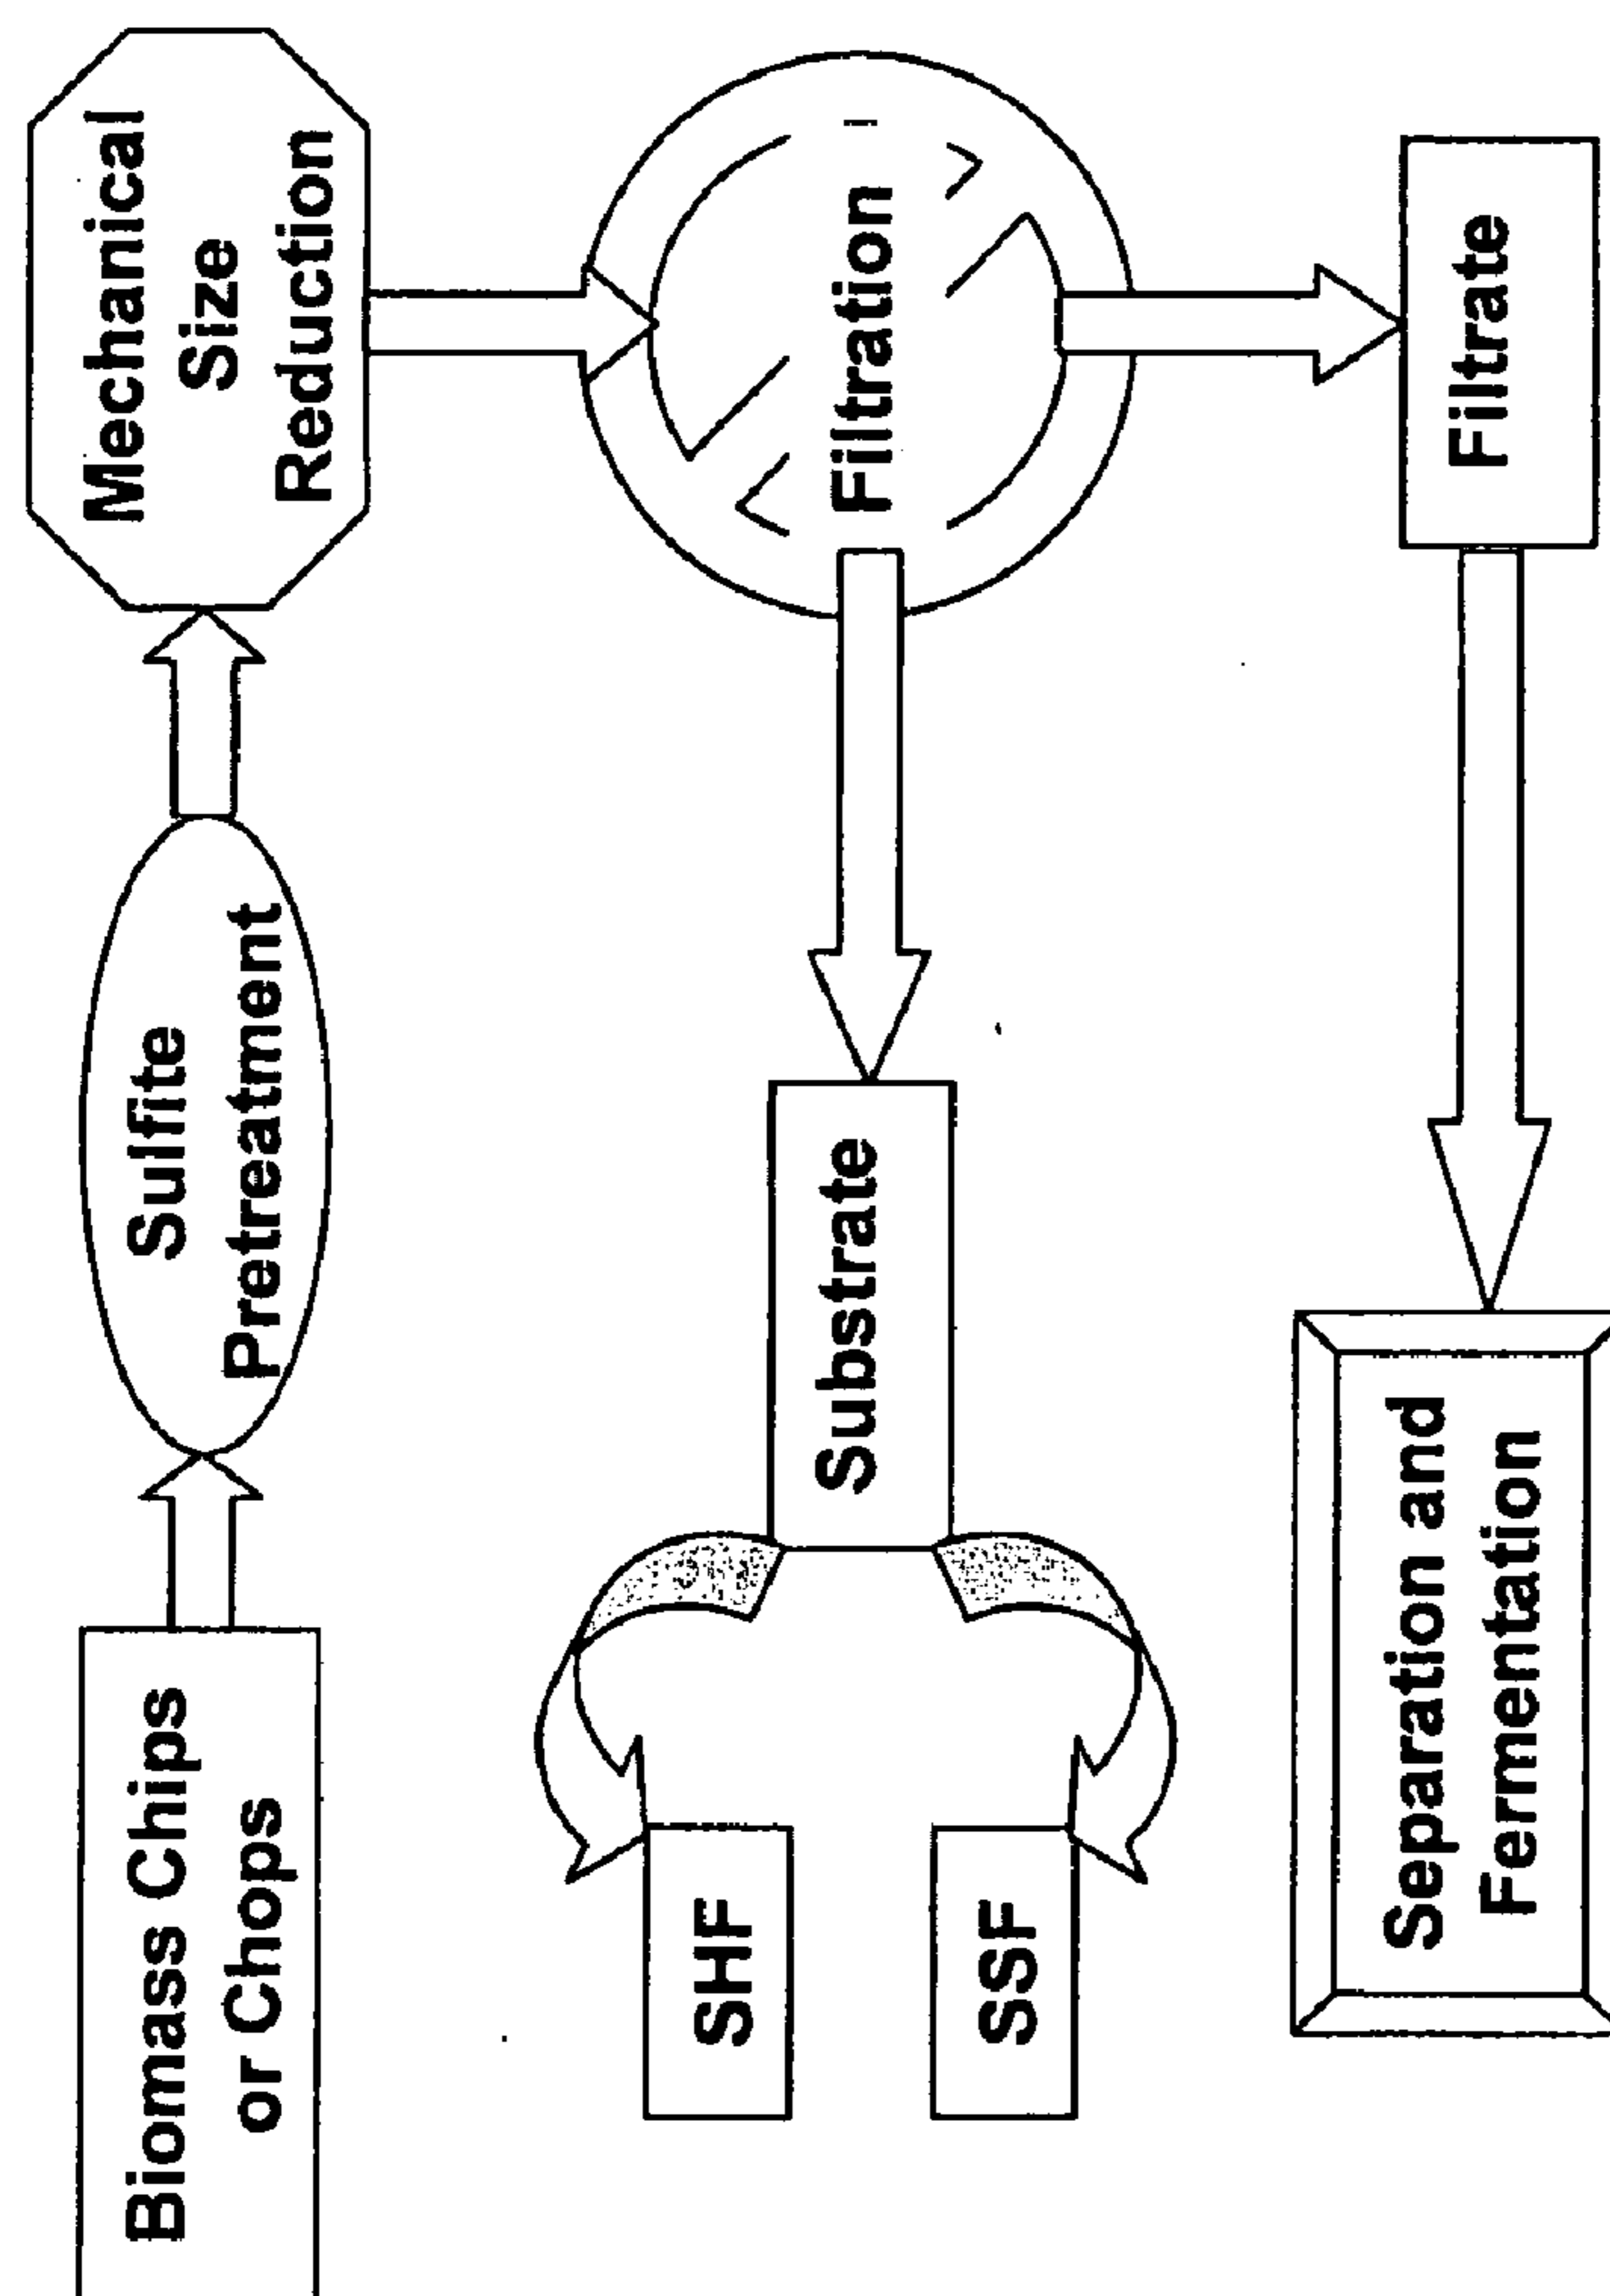 Biomass Chips
or Chops
Sulfite
Pretreatment
Mechanical
Size
Reduction
Filtration
Substrate
SHF
SSF
Filtrate
Separation and
Fermentation